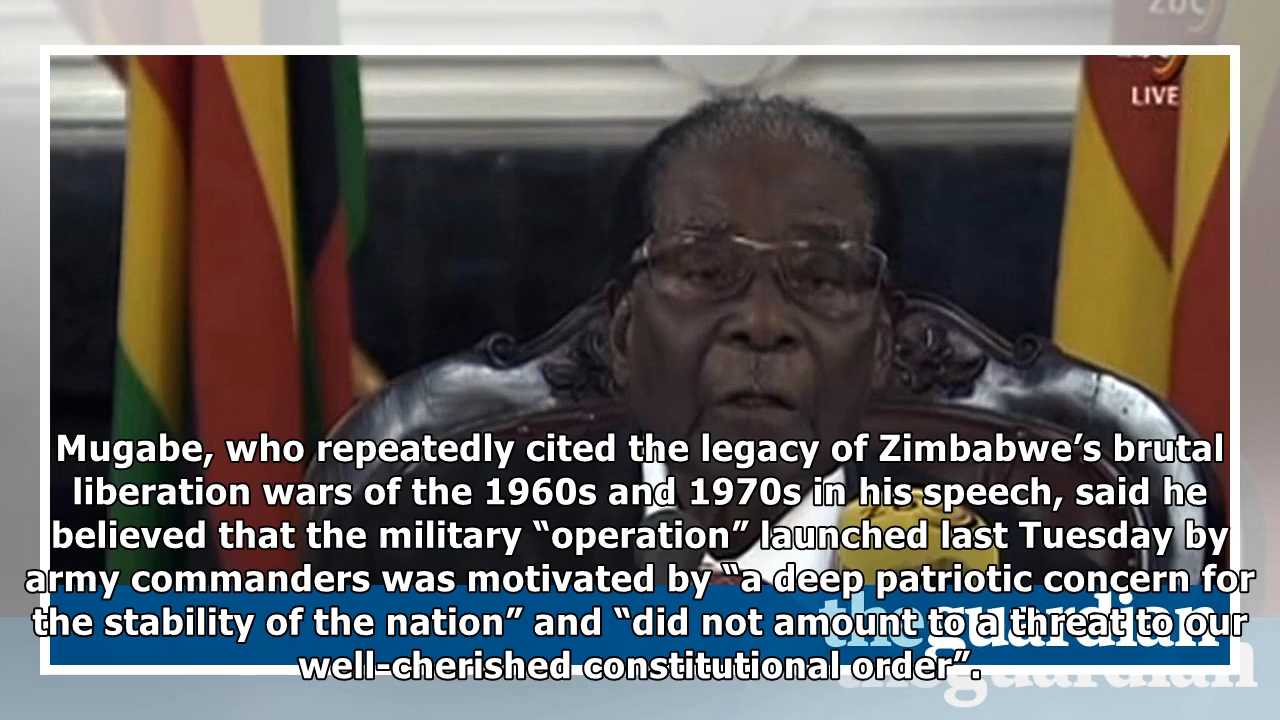 zbc
LIVE
Mugabe, who repeatedly cited the legacy of Zimbabwe’s brutal
liberation wars of the 1960s and 1970s in his speech, said he
believed that the military “operation” launched last Tuesday by
army commanders was motivated by “a deep patriotic concern for
the stability of the nation” and “did not amount to a threat to our
well-cherished constitutional order”.
theguardian
theguardian